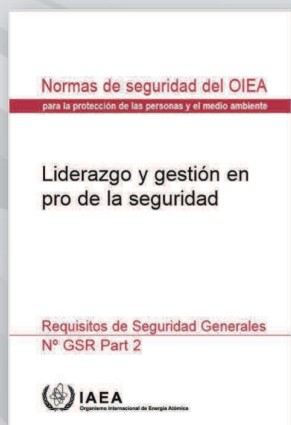 Normas de seguridad del OIEA
para la protección de las personas y el medio ambiente
Liderazgo y gestión en
pro de la seguridad
Requisitos de Seguridad Generales
Nº GSR Part 2
IAEA
Organismo Internacional de Energía Atómica